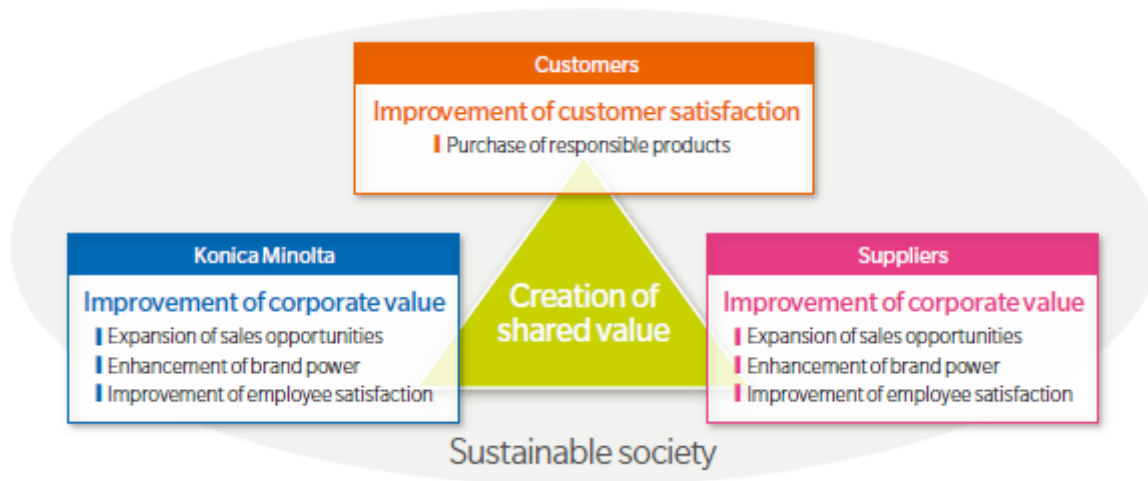 Customers
Improvement of customer satisfaction
Purchase of responsible products
Konica Minolta
Improvement of corporate value
Expansion of sales opportunities
Enhancement of brand power
Improvement of employee satisfaction
Creation of
shared value
Suppliers
Improvement of corporate value
Expansion of sales opportunities
Enhancement of brand power
Improvement of employee satisfaction
Sustainable society